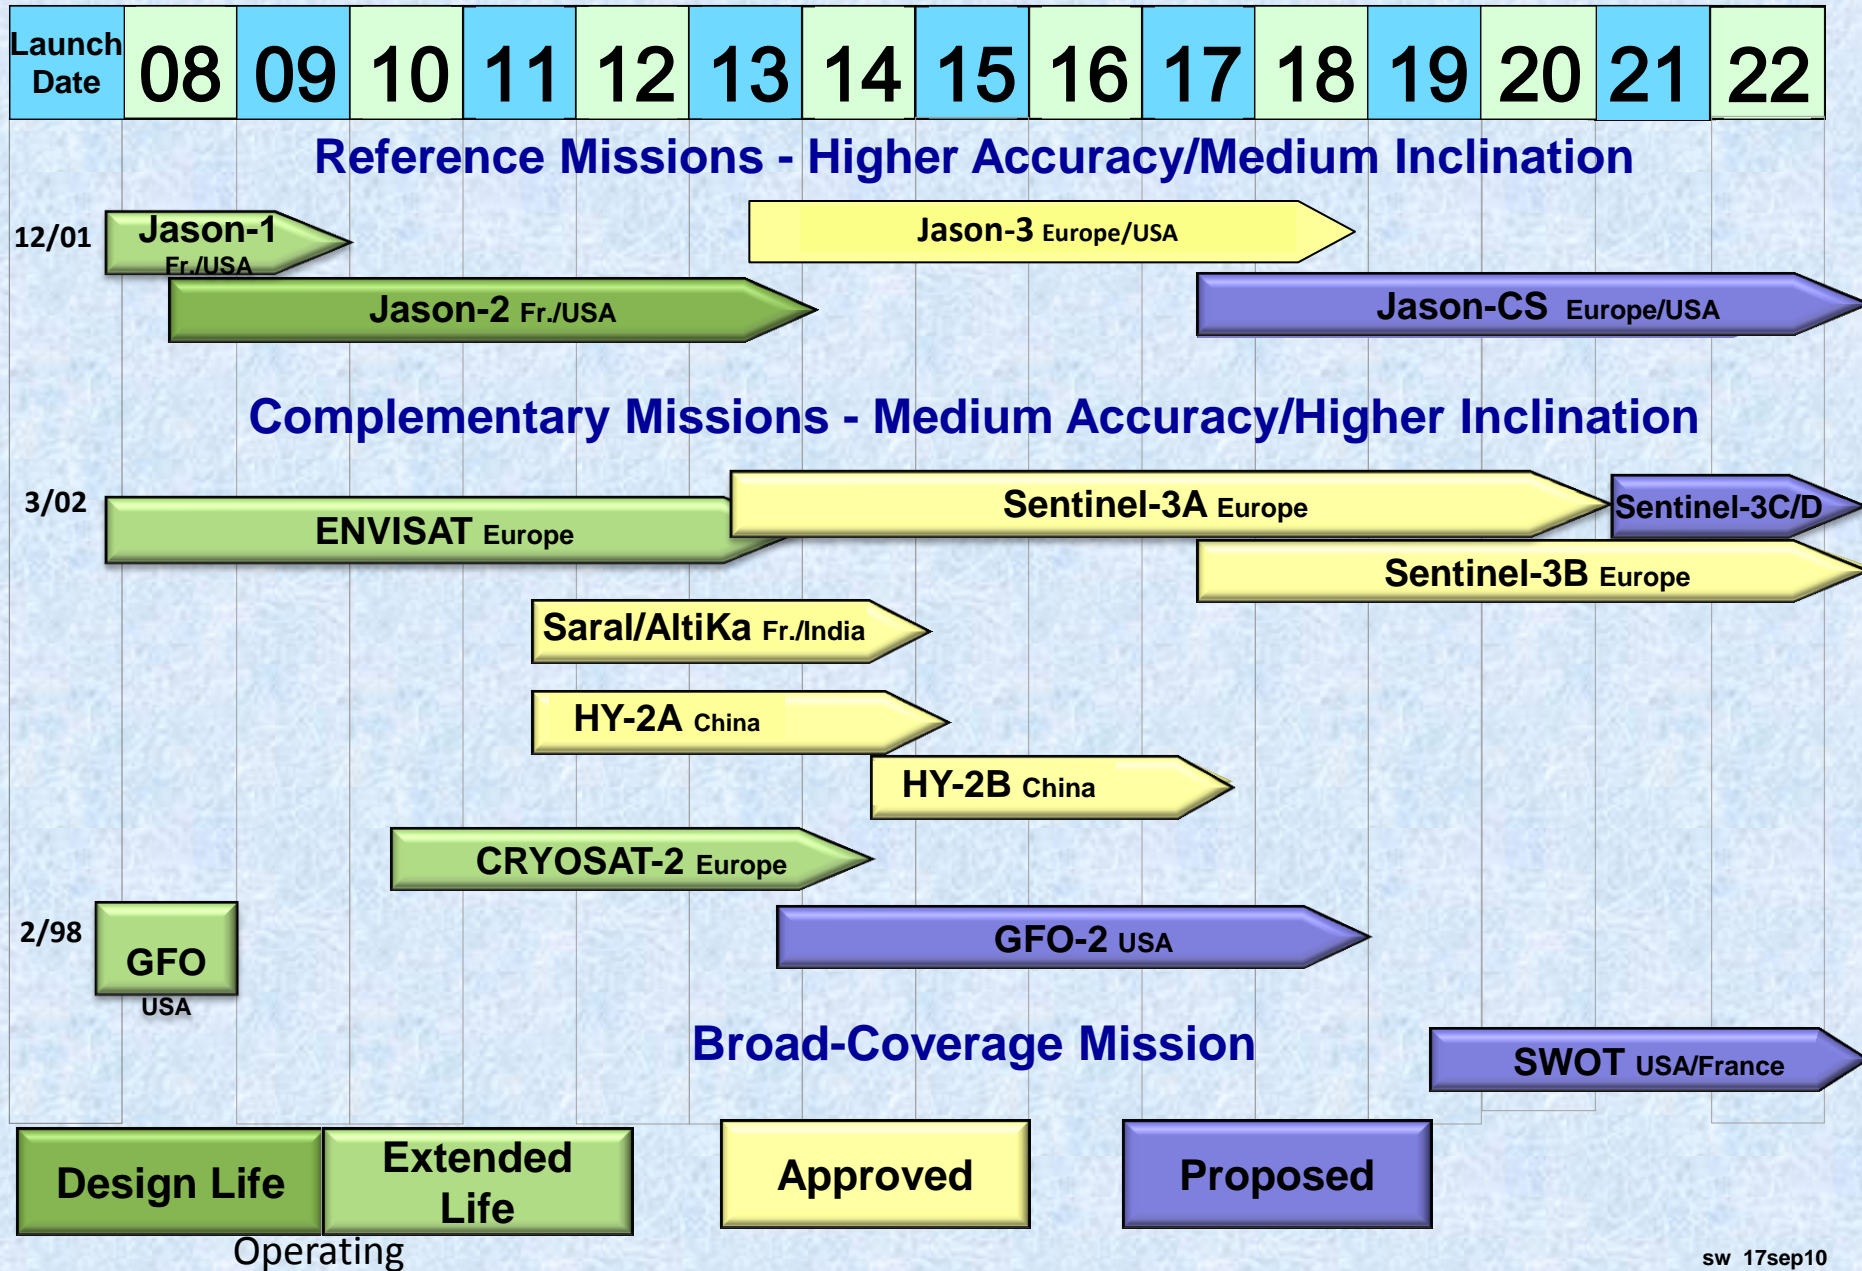 Launch
Date
08 09 10 11 12 13 14 15 16 17 18 19 20 21 22
Reference Missions - Higher Accuracy/Medium Inclination
12/01
Jason-1
Fr./USA
Jason-3 Europe/USA
Jason-2 Fr./USA
Jason-CS Europe/USA
Complementary Missions - Medium Accuracy/Higher Inclination
3/02
ENVISAT Europe
Sentinel-3A Europe
Sentinel-3C/D
Sentinel-3B Europe
Saral/AltiKa Fr./India
HY-2A China
HY-2B China
CRYOSAT-2 Europe
2/98
GFO
USA
GFO-2 USA
Broad-Coverage Mission
SWOT USA/France
Design Life
Extended
Life
Approved
Proposed
Operating
sw 17sep10